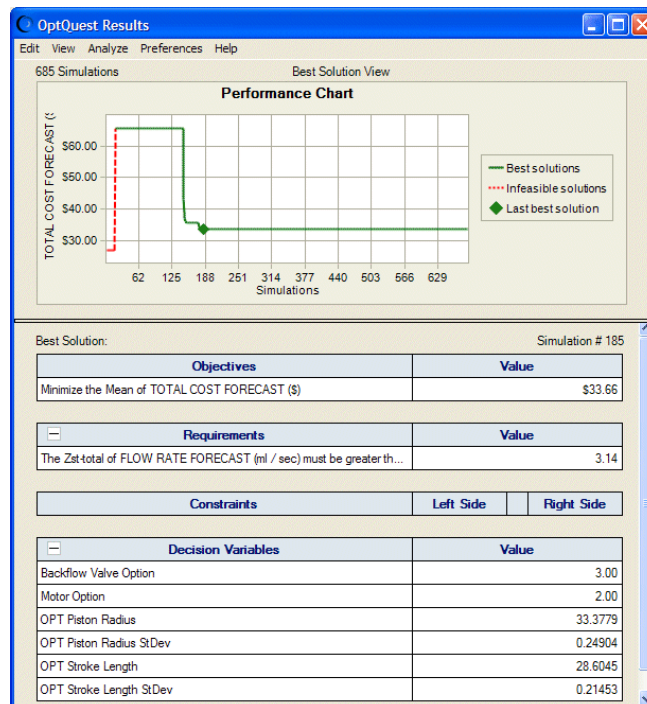 OptQuest Results
Edit View Analyze Preferences Help
685 Simulations Best Solution View
Performance Chart
TOTAL COST FORECAST ($
$60.00
$50.00
$40.00
$30.00
62 125 188 251 314 377 440 503 566 629
Simulations
Best solutions
Infeasible solutions
Last best solution
Best Solution: Simulation # 185
Objectives Value
Minimize the Mean of TOTAL COST FORECAST ($) $33.66
Requirements Value
The Zst-total of FLOW RATE FORECAST (ml / sec) must be greater th... 3.14
Constraints Left Side Right Side
Decision Variables Value
Backflow Valve Option 3.00
Motor Option 2.00
OPT Piston Radius 33.3779
OPT Piston Radius StDev 0.24904
OPT Stroke Length 28.6045
OPT Stroke Length StDev 0.21453